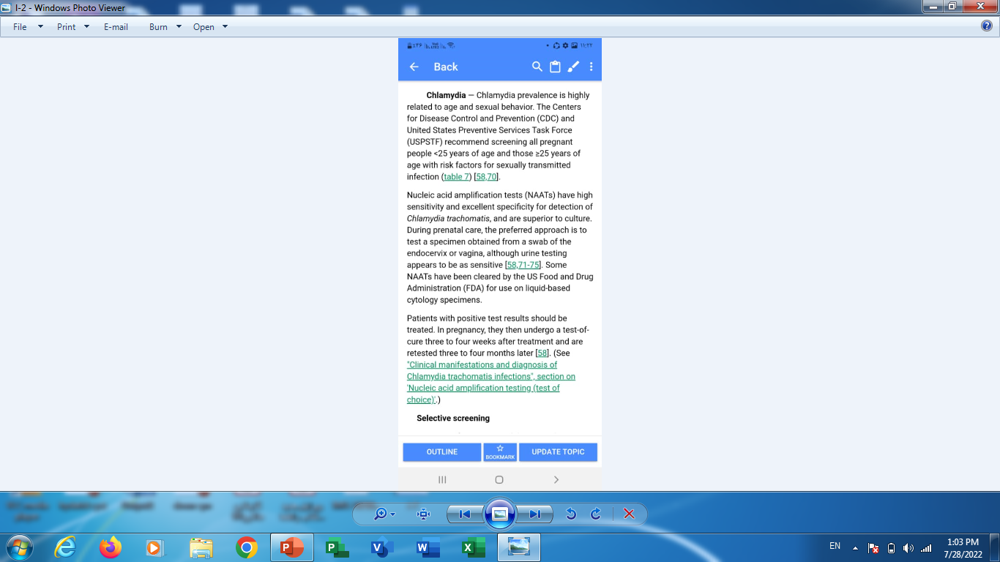 I-2 - Windows Photo Viewer
File Print E-mail Burn Open
١١:٢٢
Back
Chlamydia — Chlamydia prevalence is highly
related to age and sexual behavior. The Centers
for Disease Control and Prevention (CDC) and
United States Preventive Services Task Force
(USPSTF) recommend screening all pregnant
people <25 years of age and those ≥25 years of
age with risk factors for sexually transmitted
infection (table 7) [58,70].
Nucleic acid amplification tests (NAATs) have high
sensitivity and excellent specificity for detection of
Chlamydia trachomatis, and are superior to culture.
During prenatal care, the preferred approach is to
test a specimen obtained from a swab of the
endocervix or vagina, although urine testing
appears to be as sensitive [58,71-75]. Some
NAATs have been cleared by the US Food and Drug
Administration (FDA) for use on liquid-based
cytology specimens.
Patients with positive test results should be
treated. In pregnancy, they then undergo a test-of-
cure three to four weeks after treatment and are
retested three to four months later [58]. (See
"Clinical manifestations and diagnosis of
Chlamydia trachomatis infections", section on
'Nucleic acid amplification testing (test of
choice)'.)
Selective screening
OUTLINE BOOKMARK UPDATE TOPIC
EN
1:03 PM
7/28/2022